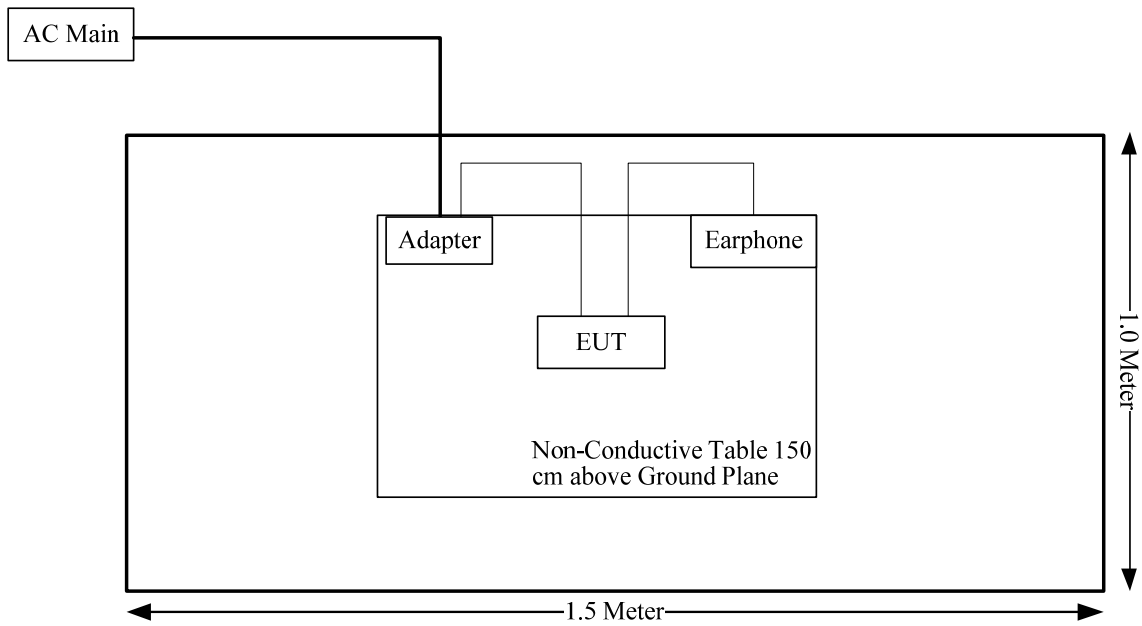 AC Main
Adapter
Earphone
EUT
Non-Conductive Table 150
cm above Ground Plane
1.0 Meter
1.5 Meter